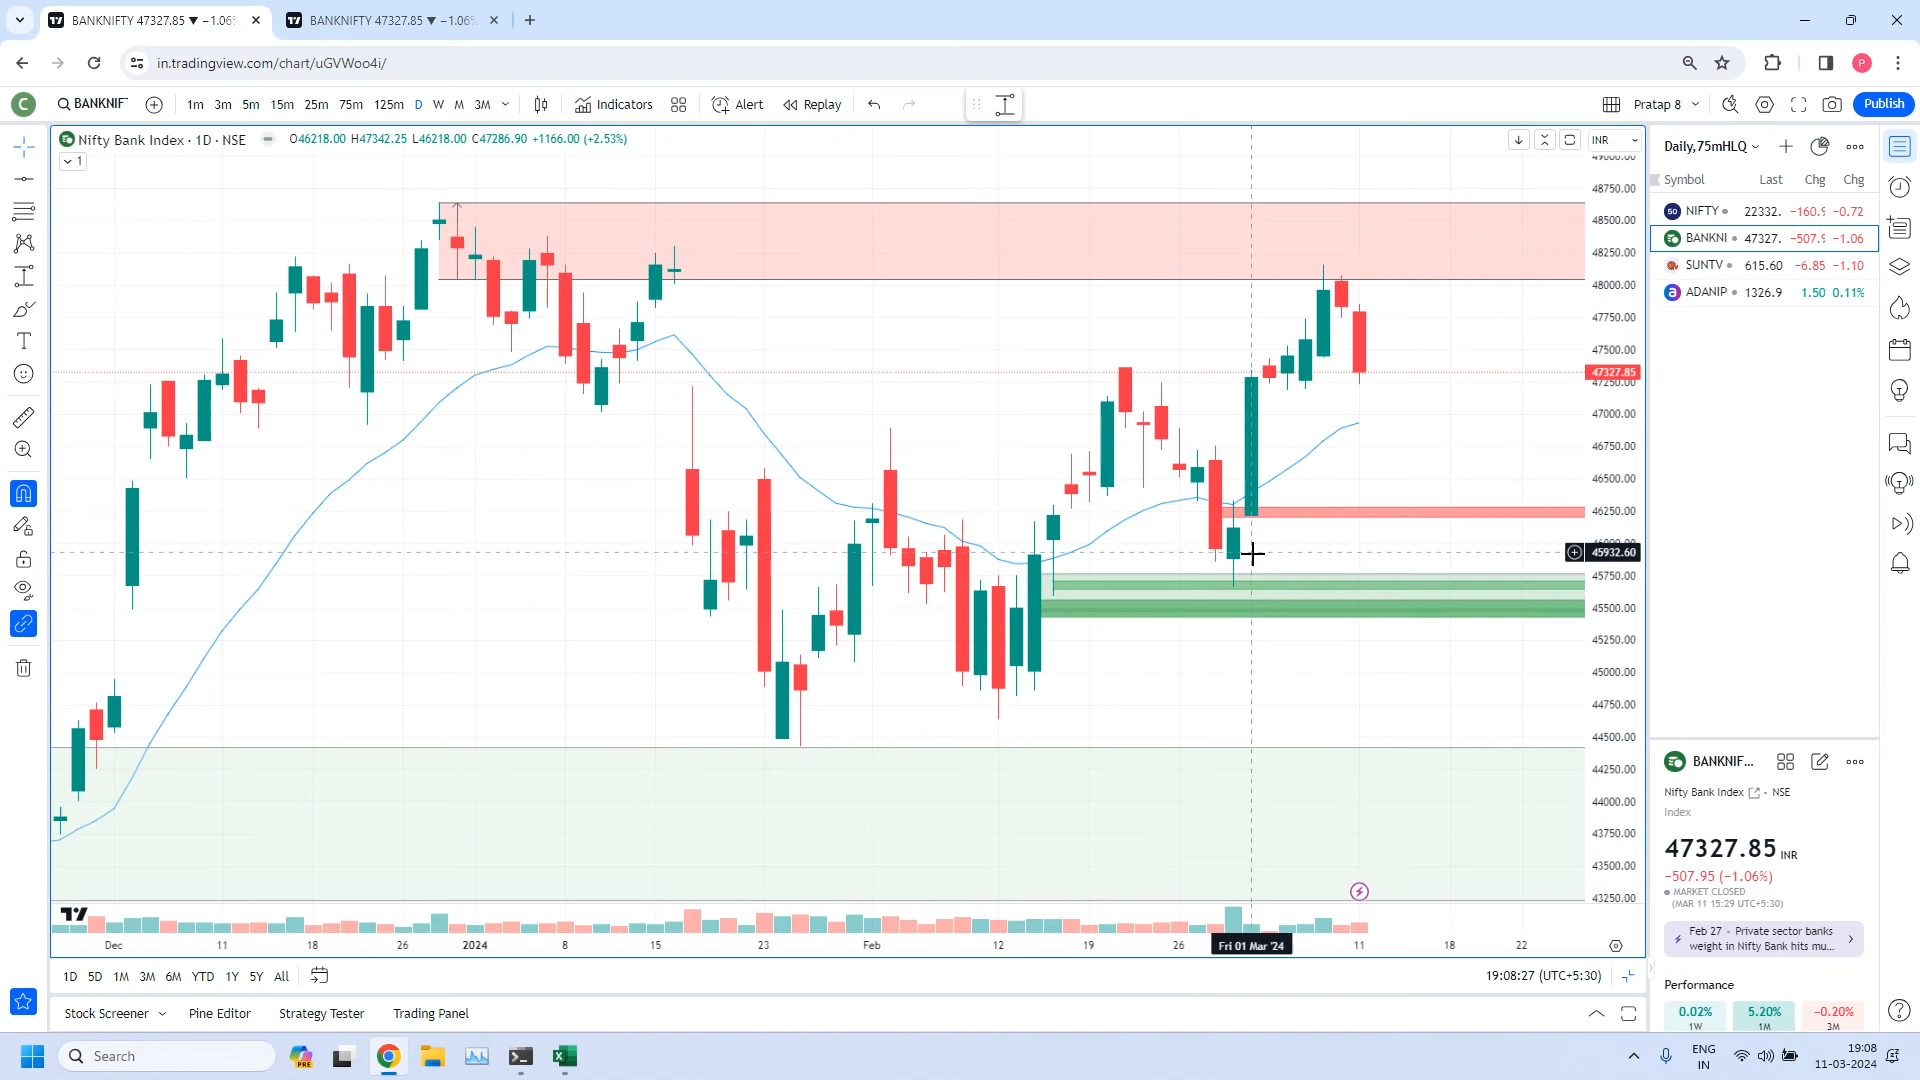 BANKNIFTY 47327.85 ▼ −1.06%
BANKNIFTY 47327.85 ▼ −1.06%
in.tradingview.com/chart/uGVWoo4i/
P
C
BANKNIF
1m 3m 5m 15m 25m 75m 125m D W M 3M
Indicators
Alert
Replay
Pratap 8
Publish
Nifty Bank Index · 1D · NSE
O46218.00 H47342.25 L46218.00 C47286.90 +1166.00 (+2.53%)
1
INR
49000.00
48750.00
48500.00
48250.00
48000.00
47750.00
47500.00
47327.85
47250.00
47000.00
46750.00
46500.00
46250.00
46000.00
45932.60
45750.00
45500.00
45250.00
45000.00
44750.00
44500.00
44250.00
44000.00
43750.00
43500.00
43250.00
Dec 11 18 26 2024 8 15 23 Feb 12 19 26 Fri 01 Mar '24 11 18 22
1D 5D 1M 3M 6M YTD 1Y 5Y All
19:08:27 (UTC+5:30)
Stock Screener Pine Editor Strategy Tester Trading Panel
Daily,75mHLQ
Symbol Last Chg Chg
50 NIFTY 22332. −160.9 −0.72
BANKNI 47327. −507.9 −1.06
SUNTV 615.60 −6.85 −1.10
a ADANIP 1326.9 1.50 0.11%
BANKNIF...
Nifty Bank Index · NSE
Index
47327.85 INR
−507.95 (−1.06%)
MARKET CLOSED
(MAR 11 15:29 UTC+5:30)
Feb 27 - Private sector banks
weight in Nifty Bank hits mu...
Performance
0.02% 5.20% −0.20%
1W 1M 3M
Search
PRE
ENG
IN
19:08
11-03-2024